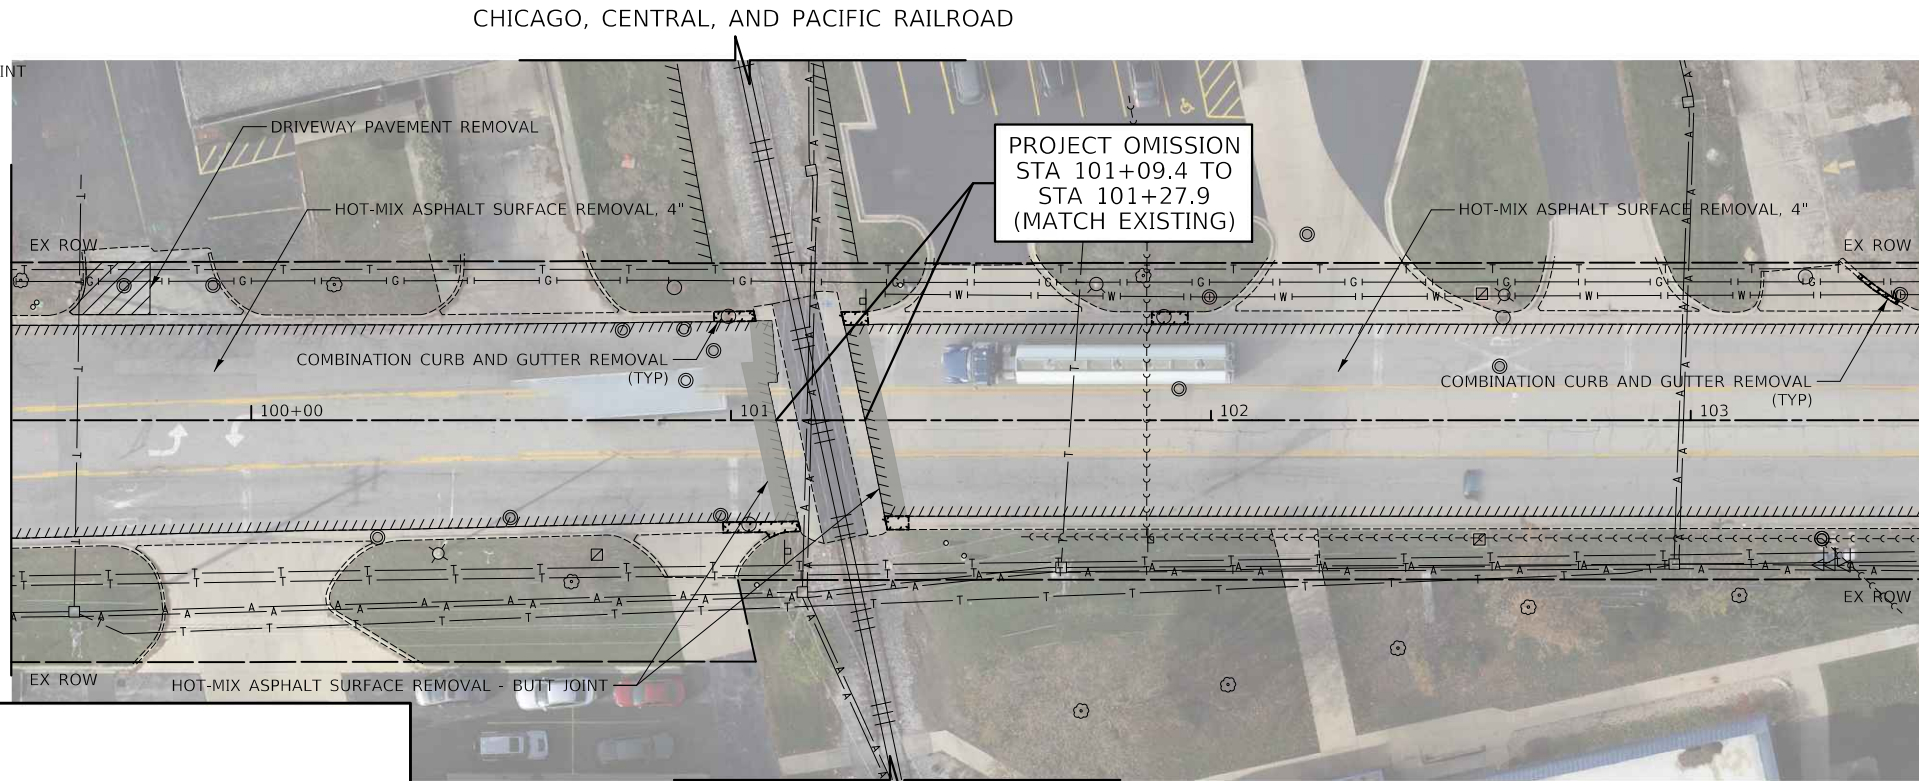 CHICAGO, CENTRAL, AND PACIFIC RAILROAD
INT
DRIVEWAY PAVEMENT REMOVAL
PROJECT OMISSION
STA 101+09.4 TO
STA 101+27.9
(MATCH EXISTING)
HOT-MIX ASPHALT SURFACE REMOVAL, 4"
HOT-MIX ASPHALT SURFACE REMOVAL, 4"
EX ROW
EX ROW
COMBINATION CURB AND GUTTER REMOVAL
(TYP)
COMBINATION CURB AND GUTTER REMOVAL
(TYP)
100+00
101
102
103
EX ROW
EX ROW
HOT-MIX ASPHALT SURFACE REMOVAL - BUTT JOINT